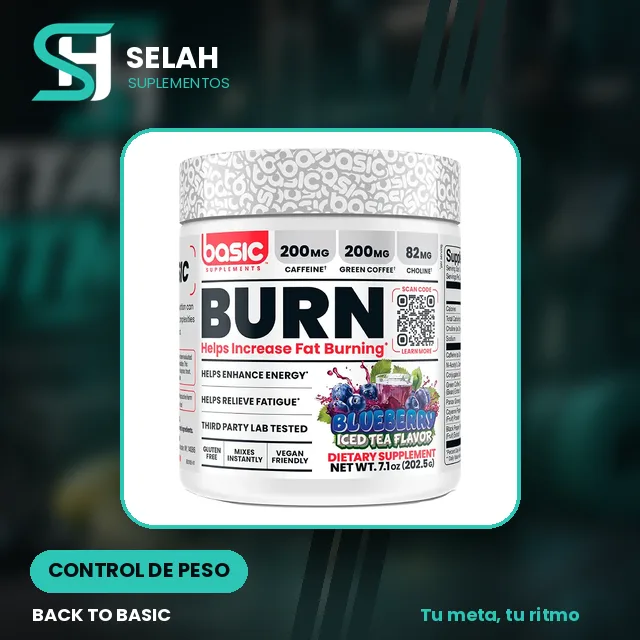 SELAH
SUPLEMENTOS
basic
SUPPLEMENTS
200MG
CAFFEINE†
200MG
GREEN COFFEE†
82MG
CHOLINE†
BURN
SCAN CODE
LEARN MORE
Helps Increase Fat Burning*
HELPS ENHANCE ENERGY*
HELPS RELIEVE FATIGUE*
THIRD PARTY LAB TESTED
GLUTEN FREE
MIXES INSTANTLY
VEGAN FRIENDLY
BLUEBERRY
ICED TEA FLAVOR
DIETARY SUPPLEMENT
NET WT. 7.1oz (202.5g)
CONTROL DE PESO
BACK TO BASIC
Tu meta, tu ritmo